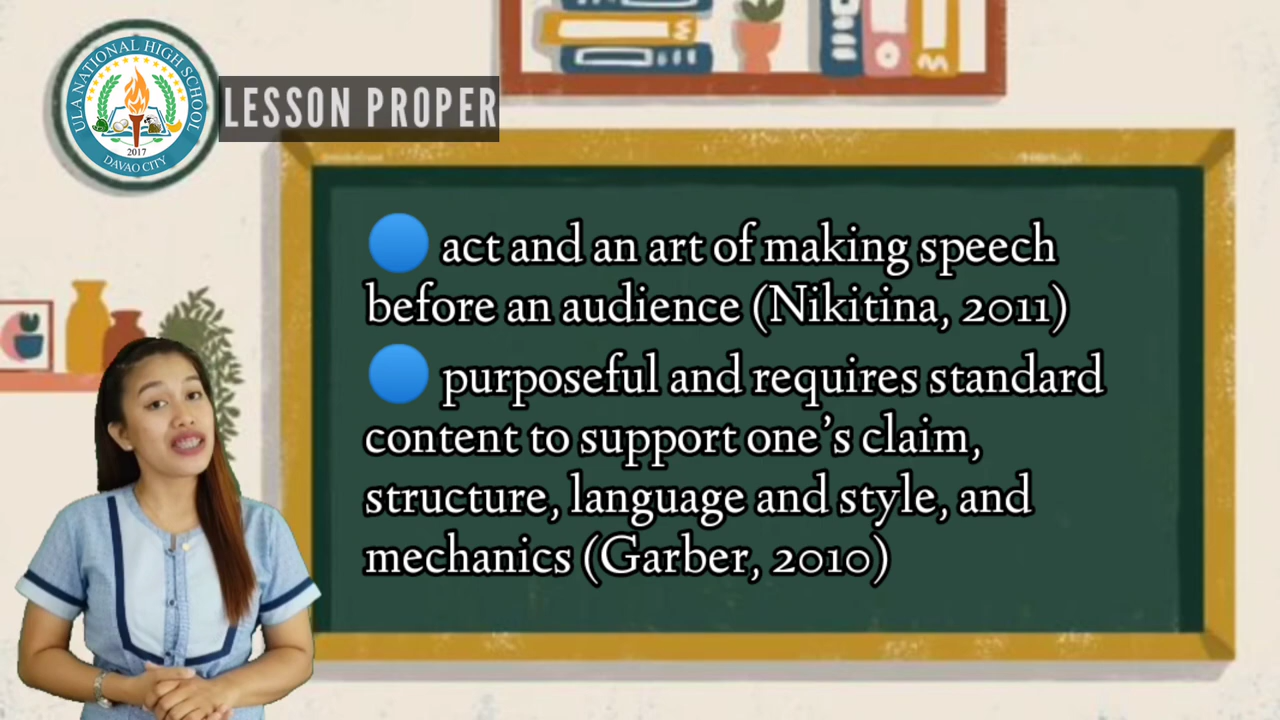 ULA NATIONAL HIGH SCHOOL
2017
DAVAO CITY
LESSON PROPER
act and an art of making speech
before an audience (Nikitina, 2011)
purposeful and requires standard
content to support one's claim,
structure, language and style, and
mechanics (Garber, 2010)